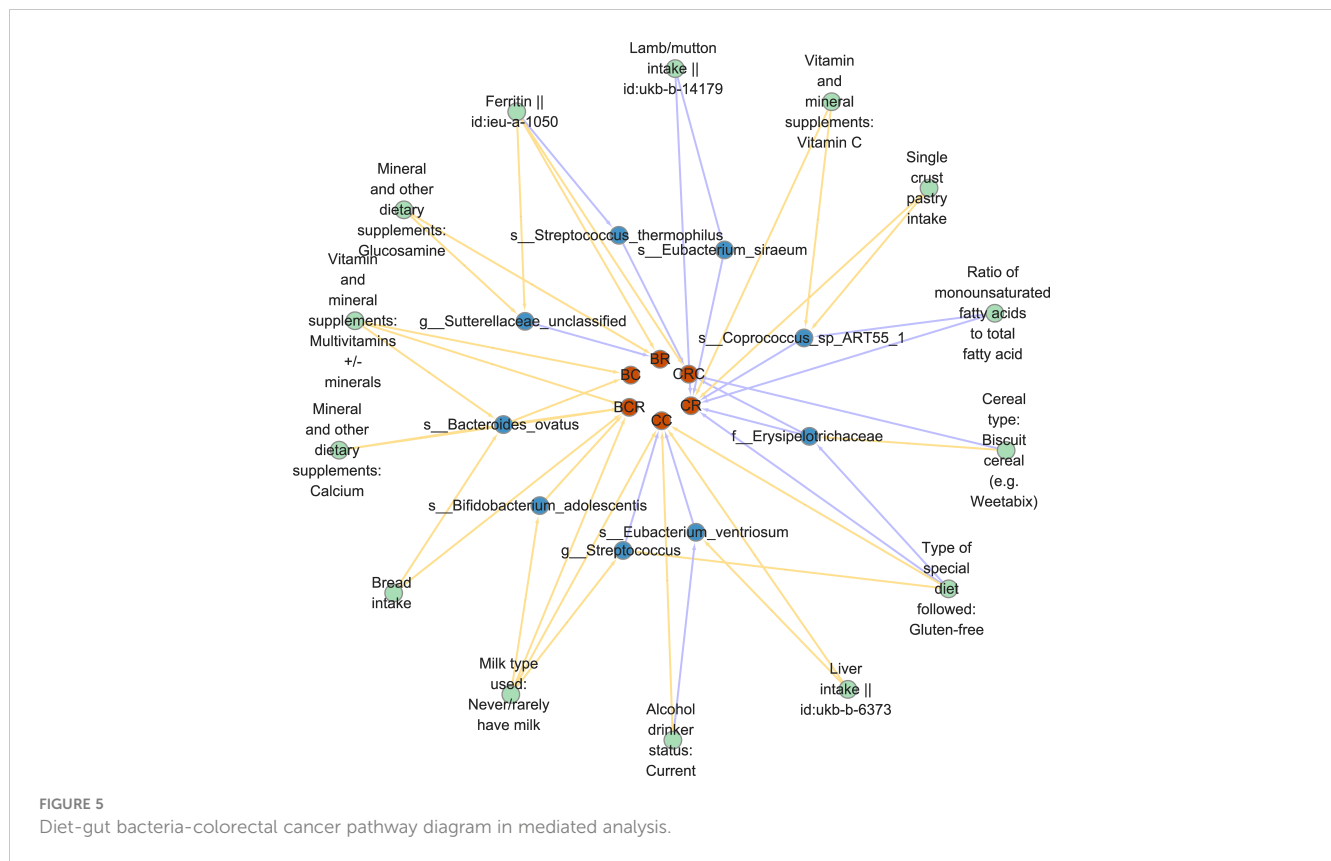 Lamb/mutton
intake ||
id:ukb-b-14179
Vitamin
and
mineral
supplements:
Vitamin C
Ferritin ||
id:ieu-a-1050
Single
crust
pastry
intake
Mineral
and other
dietary
supplements:
Glucosamine
s__Streptococcus_thermophilus
s__Eubacterium_siraeum
Vitamin
and
mineral
supplements:
Multivitamins
+/-
minerals
Ratio of
monounsaturated
fatty acids
to total
fatty acid
g__Sutterellaceae_unclassified
s__Coprococcus_sp_ART55_1
BR
BC
CRC
BCR
CR
CC
Mineral
and other
dietary
supplements:
Calcium
s__Bacteroides_ovatus
f__Erysipelotrichaceae
Cereal
type:
Biscuit
cereal
(e.g.
Weetabix)
s__Bifidobacterium_adolescentis
s__Eubacterium_ventriosum
g__Streptococcus
Bread
intake
Type of
special
diet
followed:
Gluten-free
Milk type
used:
Never/rarely
have milk
Alcohol
drinker
status:
Current
Liver
intake ||
id:ukb-b-6373
FIGURE 5
Diet-gut bacteria-colorectal cancer pathway diagram in mediated analysis.